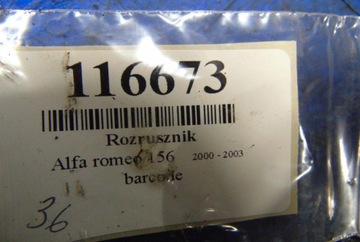 116673
Rozrusznik
Alfa romeo 156 2000 - 2003
barcode
36